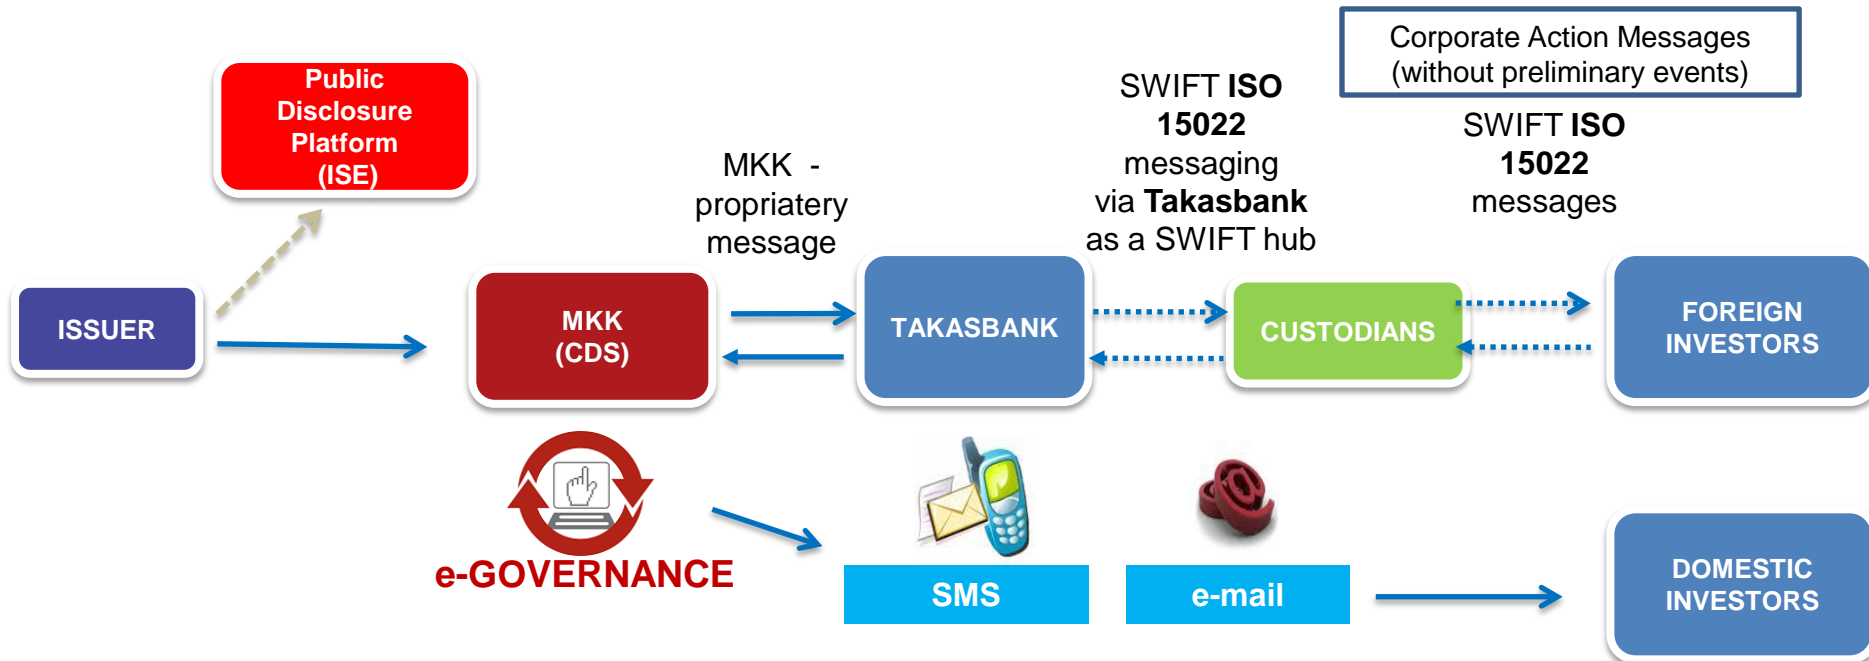 Corporate Action Messages
(without preliminary events)
Public
Disclosure
Platform
(ISE)
MKK -
propriatery
message
SWIFT ISO
15022
messaging
via Takasbank
as a SWIFT hub
SWIFT ISO
15022
messages
ISSUER
MKK
(CDS)
TAKASBANK
CUSTODIANS
FOREIGN
INVESTORS
e-GOVERNANCE
SMS
e-mail
DOMESTIC
INVESTORS